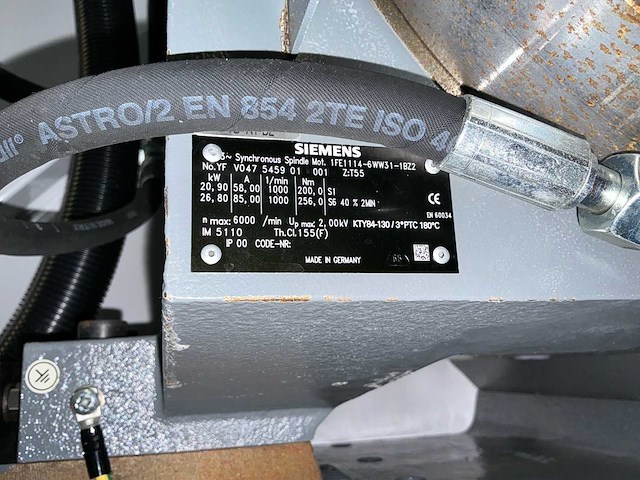 ASTRO/2 EN 854 2TE ISO 4
SIEMENS
3~ Synchronous Spindle Mot. 1FE1114-6WW31-1BZ2
No.YF V047 5459 01 001 Z:T55
kW A 1/min Nm
20,90 58,00 1000 200,0 S1
26,80 85,00 1000 256,0 S6 40 % 2MIN
CE
EN 60034
n max: 6000 /min Up max: 2,00kV KTY84-130 / 3*PTC 180°C
IM 5110 Th.Cl.155(F)
IP 00 CODE-NR:
MADE IN GERMANY